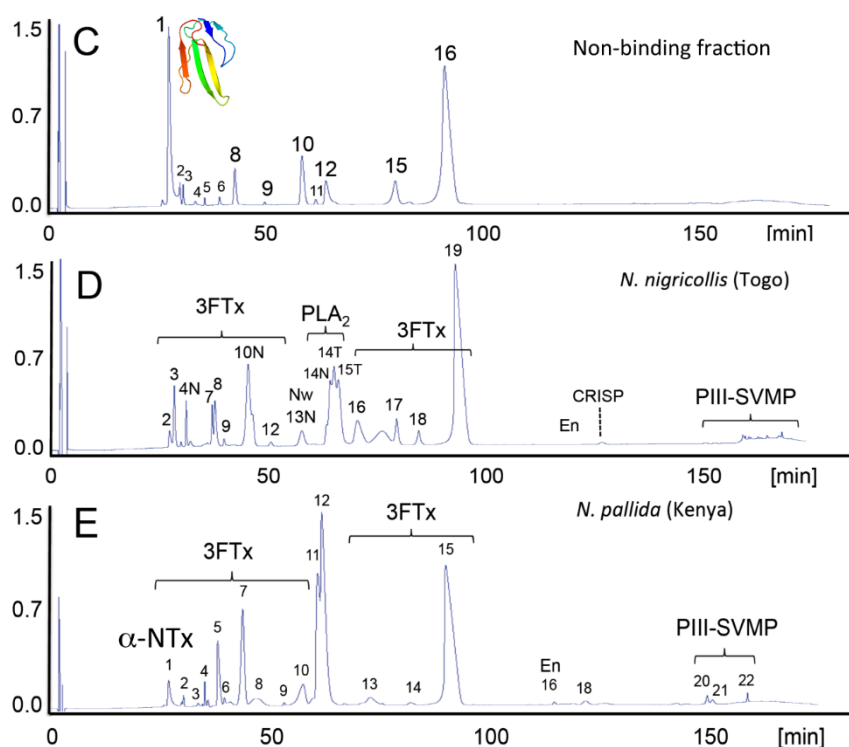 C
Non-binding fraction
1.5
0.7
0.0
1
2
3
4
5
6
8
9
10
11
12
15
16
50
100
150
[min]
D
N. nigricollis (Togo)
1.5
0.7
0.0
3FTx
PLA2
3FTx
2
3
4N
7
8
9
10N
12
Nw
13N
14N
14T
15T
16
17
18
19
En
CRISP
PIII-SVMP
50
100
150
[min]
E
N. pallida (Kenya)
1.5
0.7
0.0
α-NTx
3FTx
3FTx
1
2
3
4
5
6
7
8
9
10
11
12
13
14
15
En
16
18
PIII-SVMP
20
21
22
0
50
100
150
[min]